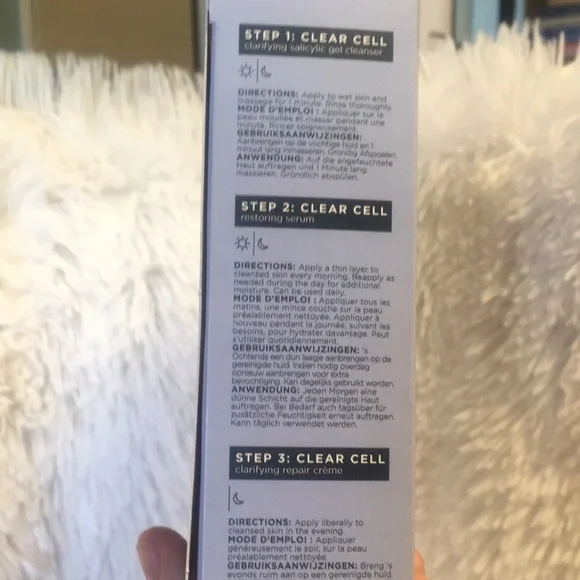 STEP 1: CLEAR CELL
clarifying salicylic gel cleanser
DIRECTIONS: Apply to wet skin and
massage for 1 minute. Rinse thoroughly.
MODE D'EMPLOI : Appliquer sur la
peau mouillée et masser pendant une
minute. Rincer soigneusement.
GEBRUIKSAANWIJZINGEN:
Aanbrengen op de vochtige huid en 1
minuut lang inmasseren. Grondig Afspoelen.
ANWENDUNG: Auf die angefeuchtete
Haut auftragen und 1 Minute lang
massieren. Gründlich abspülen.
STEP 2: CLEAR CELL
restoring serum
DIRECTIONS: Apply a thin layer to
cleansed skin every morning. Reapply as
needed during the day for additional
moisture. Can be used daily.
MODE D'EMPLOI : Appliquer tous les
matins, une mince couche sur la peau
préalablement nettoyée. Appliquer à
nouveau pendant la journée, suivant les
besoins, pour hydrater davantage. Peut
s'utiliser quotidiennement.
GEBRUIKSAANWIJZINGEN: 's
Ochtends een dun laagje aanbrengen op de
gereinigde huid. Indien nodig overdag
opnieuw aanbrengen voor extra
bevochtiging. Kan dagelijks gebruikt worden.
ANWENDUNG: Jeden Morgen eine
dünne Schicht auf die gereinigte Haut
auftragen. Bei Bedarf auch tagsüber für
zusätzliche Feuchtigkeit erneut auftragen.
Kann täglich verwendet werden.
STEP 3: CLEAR CELL
clarifying repair crème
DIRECTIONS: Apply liberally to
cleansed skin in the evening.
MODE D'EMPLOI : Appliquer
généreusement le soir, sur la peau
préalablement nettoyée.
GEBRUIKSAANWIJZINGEN: Breng 's
avonds ruim aan op een gereinigde huid.